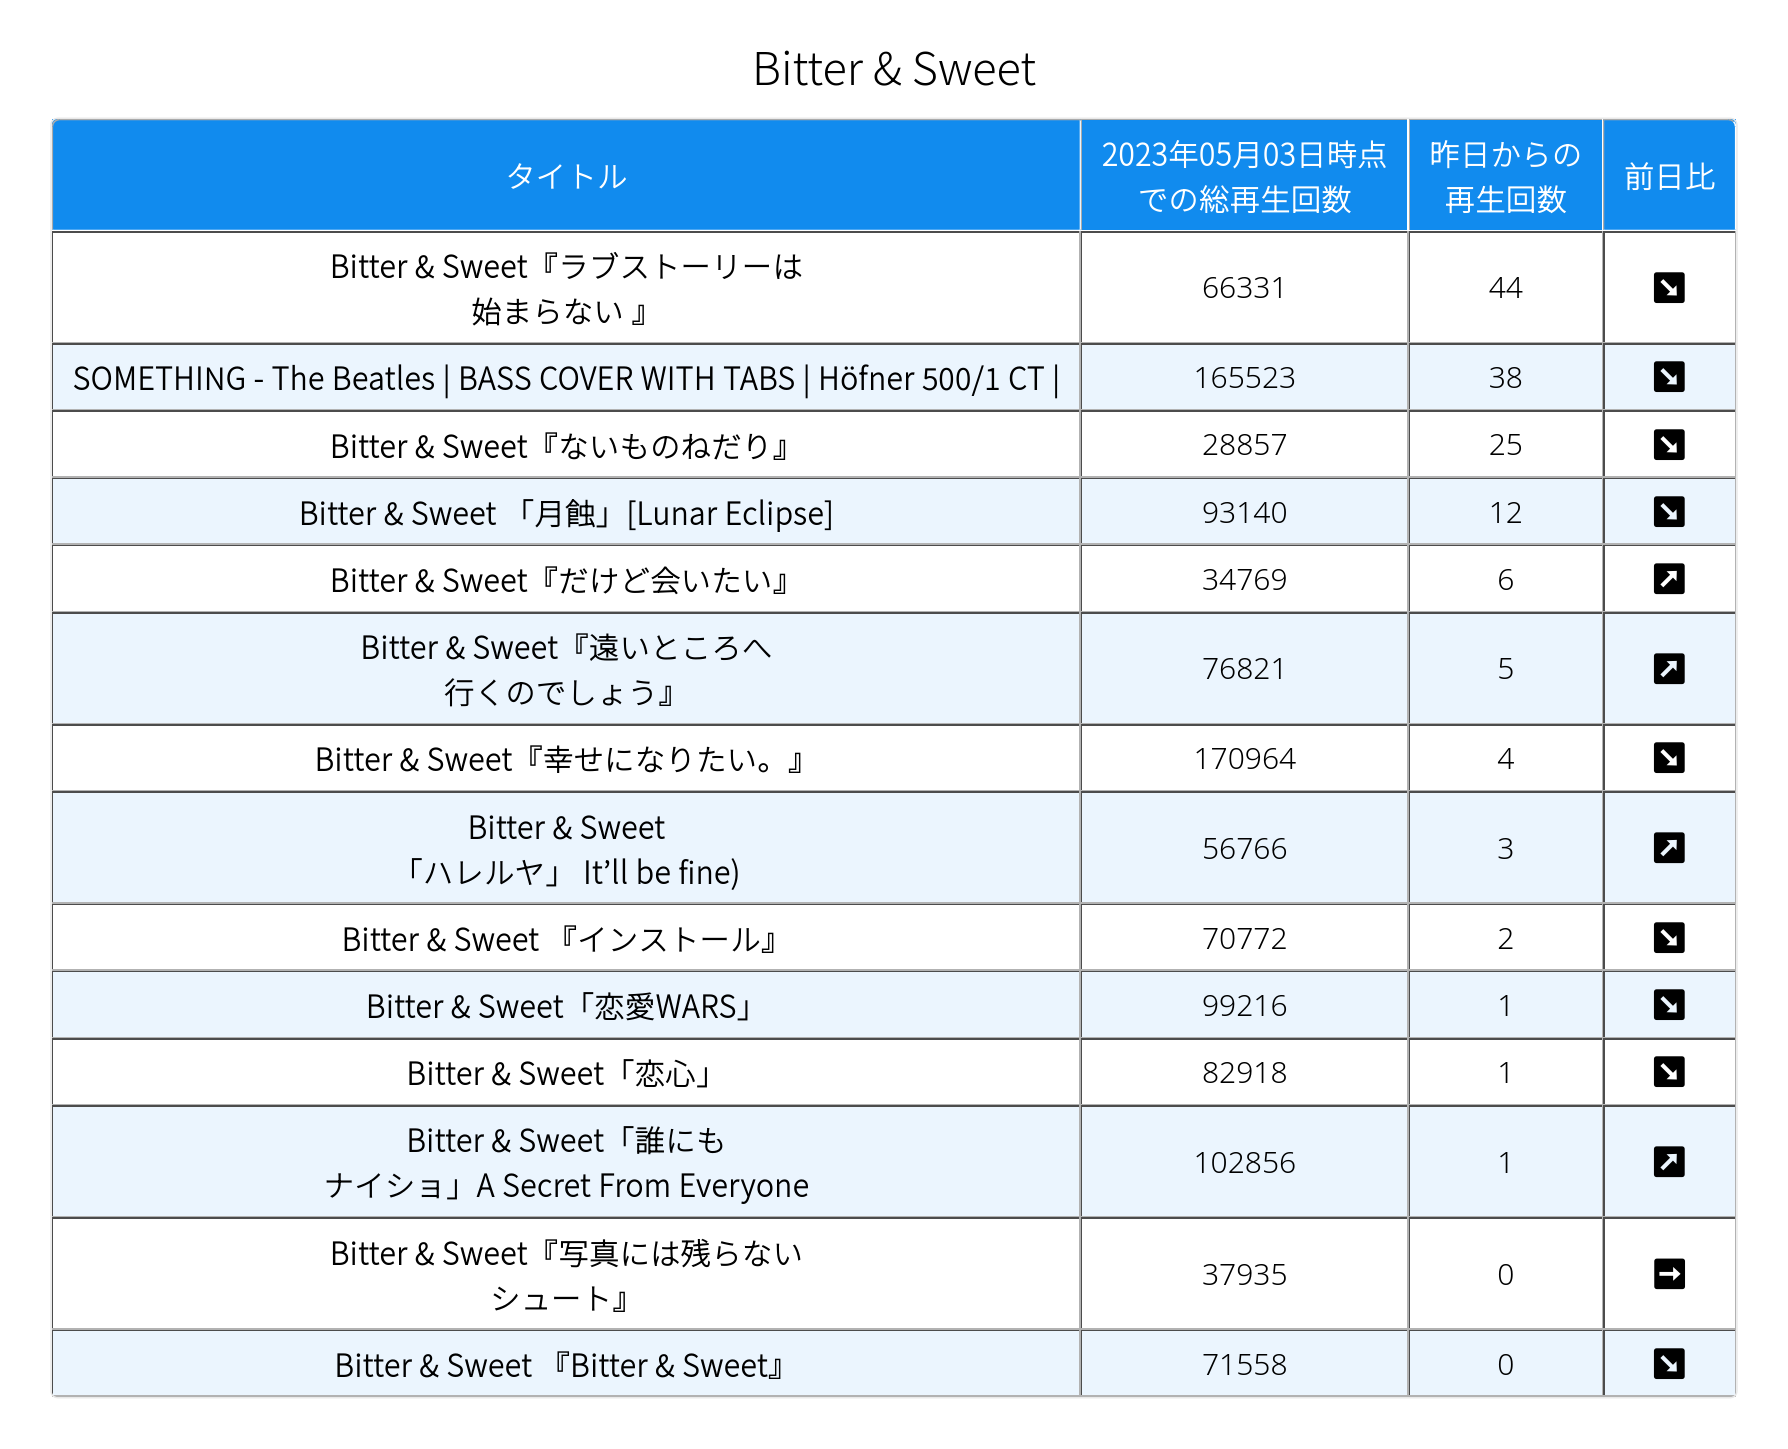 Bitter & Sweet
タイトル
2023年05月03日時点
での総再生回数
昨日からの
再生回数
前日比
Bitter & Sweet『ラブストーリーは
始まらない 』
66331
44
SOMETHING - The Beatles | BASS COVER WITH TABS | Höfner 500/1 CT |
165523
38
Bitter & Sweet『ないものねだり』
28857
25
Bitter & Sweet 「月蝕」[Lunar Eclipse]
93140
12
Bitter & Sweet『だけど会いたい』
34769
6
Bitter & Sweet『遠いところへ
行くのでしょう』
76821
5
Bitter & Sweet『幸せになりたい。』
170964
4
Bitter & Sweet
「ハレルヤ」 It’ll be fine)
56766
3
Bitter & Sweet 『インストール』
70772
2
Bitter & Sweet「恋愛WARS」
99216
1
Bitter & Sweet「恋心」
82918
1
Bitter & Sweet「誰にも
ナイショ」A Secret From Everyone
102856
1
Bitter & Sweet『写真には残らない
シュート』
37935
0
Bitter & Sweet 『Bitter & Sweet』
71558
0